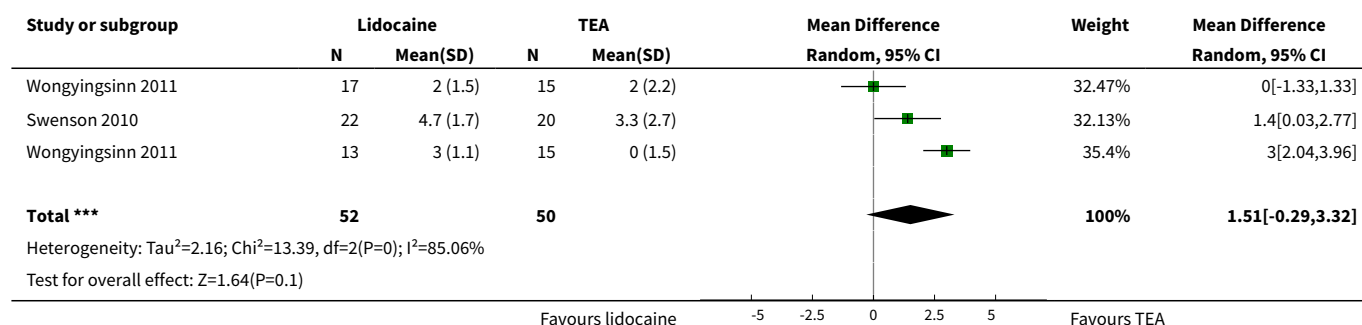 Study or subgroup Lidocaine TEA Mean Difference Weight Mean Difference
N Mean(SD) N Mean(SD) Random, 95% CI Random, 95% CI
Wongyingsinn 2011 17 2 (1.5) 15 2 (2.2) 32.47% 0[-1.33,1.33]
Swenson 2010 22 4.7 (1.7) 20 3.3 (2.7) 32.13% 1.4[0.03,2.77]
Wongyingsinn 2011 13 3 (1.1) 15 0 (1.5) 35.4% 3[2.04,3.96]
Total *** 52 50 100% 1.51[-0.29,3.32]
Heterogeneity: Tau²=2.16; Chi²=13.39, df=2(P=0); I²=85.06%
Test for overall effect: Z=1.64(P=0.1)
Favours lidocaine -5 -2.5 0 2.5 5 Favours TEA